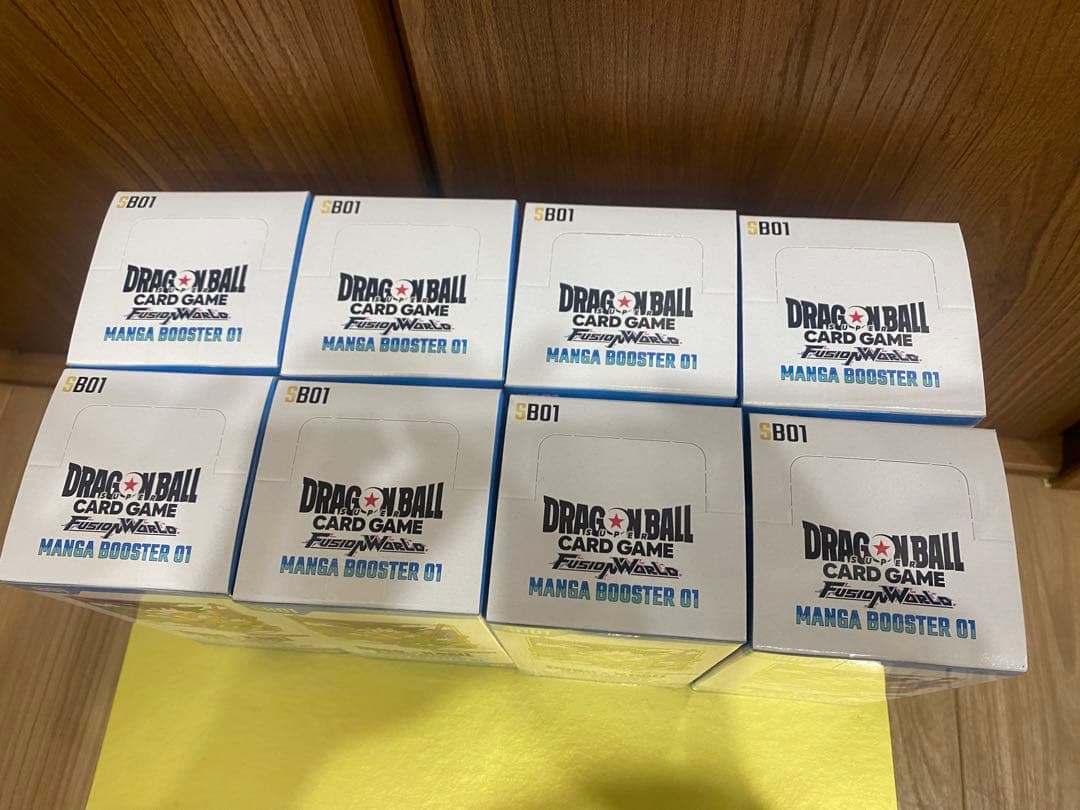 SB01
DRAGON BALL
SUPER
CARD GAME
FUSION WORLD
MANGA BOOSTER 01
SB01
DRAGON BALL
SUPER
CARD GAME
FUSION WORLD
MANGA BOOSTER 01
SB01
DRAGON BALL
SUPER
CARD GAME
FUSION WORLD
MANGA BOOSTER 01
SB01
DRAGON BALL
SUPER
CARD GAME
FUSION WORLD
MANGA BOOSTER 01
SB01
DRAGON BALL
SUPER
CARD GAME
FUSION WORLD
MANGA BOOSTER 01
SB01
DRAGON BALL
SUPER
CARD GAME
FUSION WORLD
MANGA BOOSTER 01
SB01
DRAGON BALL
SUPER
CARD GAME
FUSION WORLD
MANGA BOOSTER 01
SB01
DRAGON BALL
SUPER
CARD GAME
FUSION WORLD
MANGA BOOSTER 01